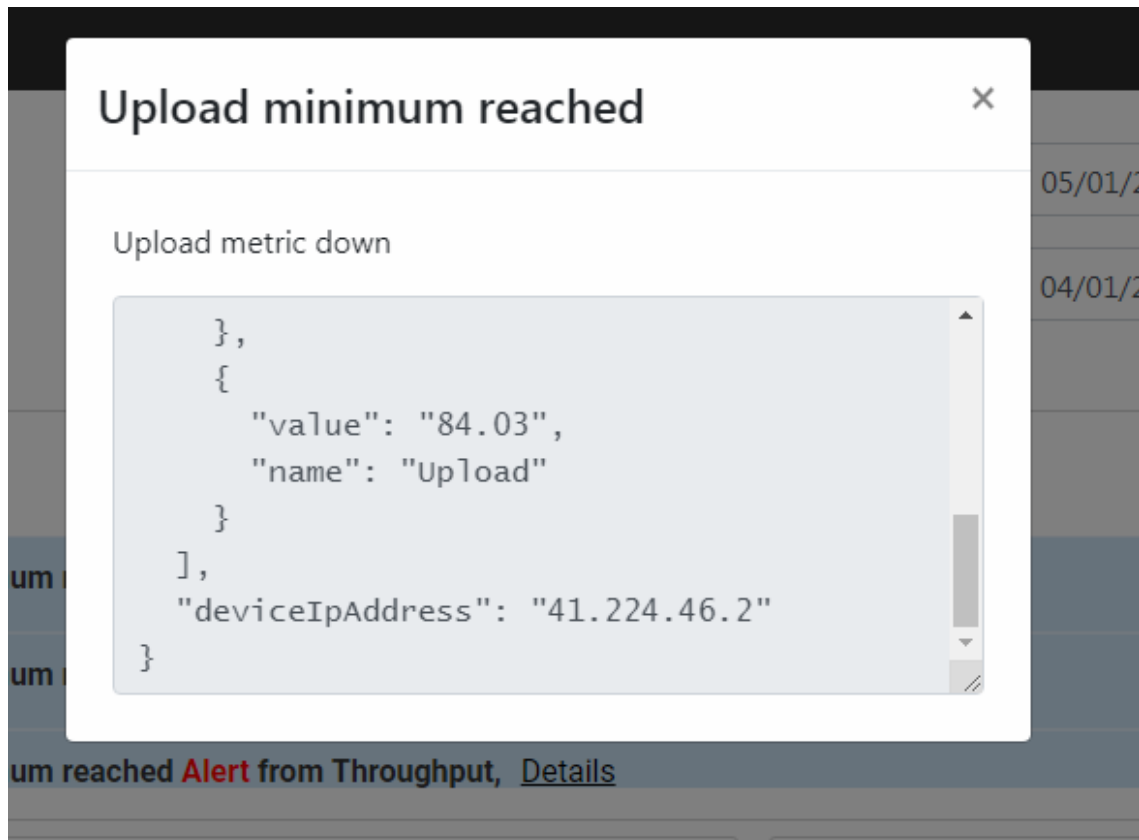 Upload minimum reached
×
05/01/2
Upload metric down
04/01/2
},
{
"value": "84.03",
"name": "Upload"
}
],
"deviceIpAddress": "41.224.46.2"
}
um
um
um reached Alert from Throughput, Details